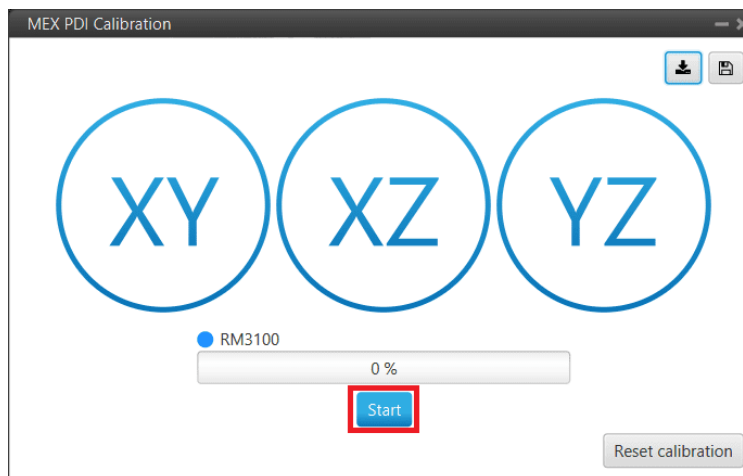 MEX PDI Calibration
XY XZ YZ
RM3100
0 %
Start
Reset calibration